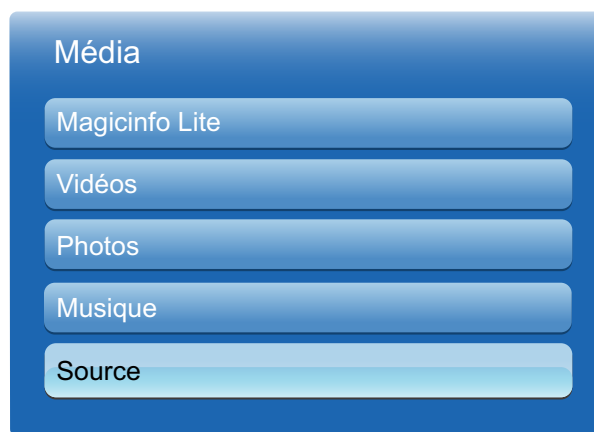 Média
Magicinfo Lite
Vidéos
Photos
Musique
Source